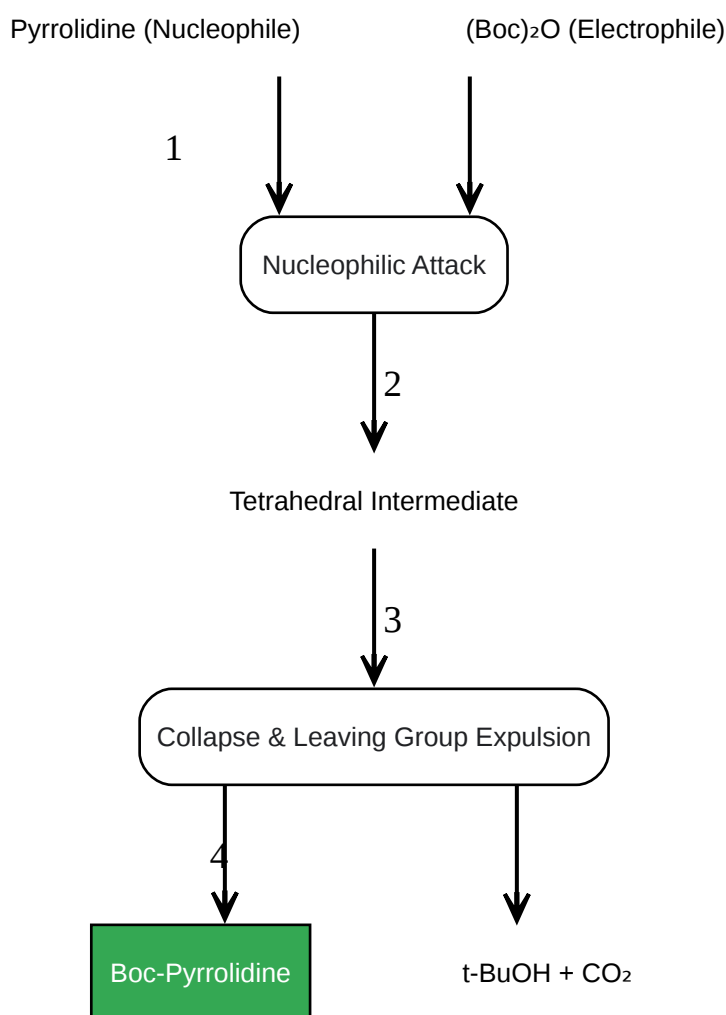 Pyrrolidine (Nucleophile)
(Boc)₂O (Electrophile)
1
Nucleophilic Attack
2
Tetrahedral Intermediate
3
Collapse & Leaving Group Expulsion
4
Boc-Pyrrolidine
t-BuOH + CO₂